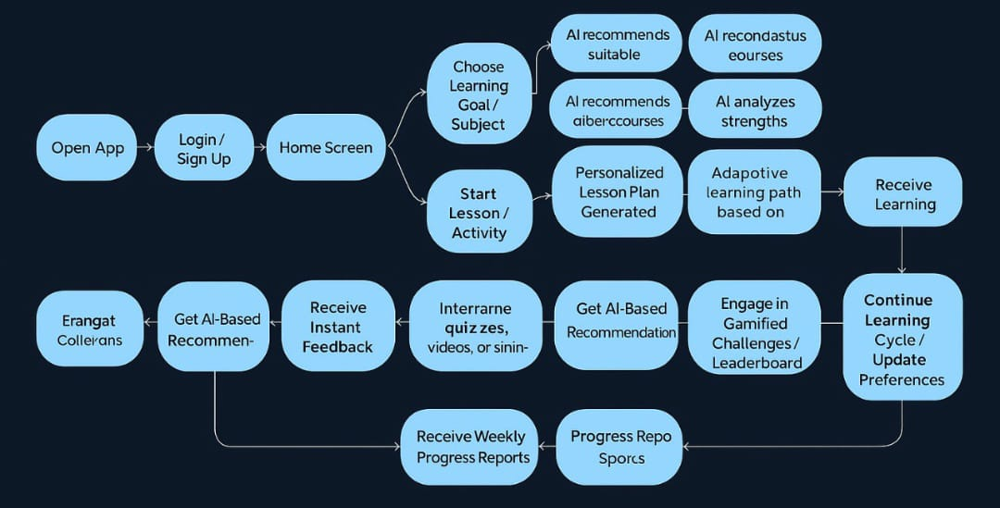 Open App
Login /
Sign Up
Home Screen
Choose
Learning
Goal /
Subject
AI recommends
suitable
AI recondastus
eourses
AI recommends
aiberccourses
AI analyzes
strengths
Start
Lesson /
Activity
Personalized
Lesson Plan
Generated
Adapotive
learning path
based on
Receive
Learning
Continue
Learning
Cycle /
Update
Preferences
Engage in
Gamified
Challenges /
Leaderboard
Get AI-Based
Recommendation
Interrarne
quizzes,
videos, or sinin-
Receive
Instant
Feedback
Get AI-Based
Recommen-
Erangat
Receive Weekly
Progress Reports
Progress Repo